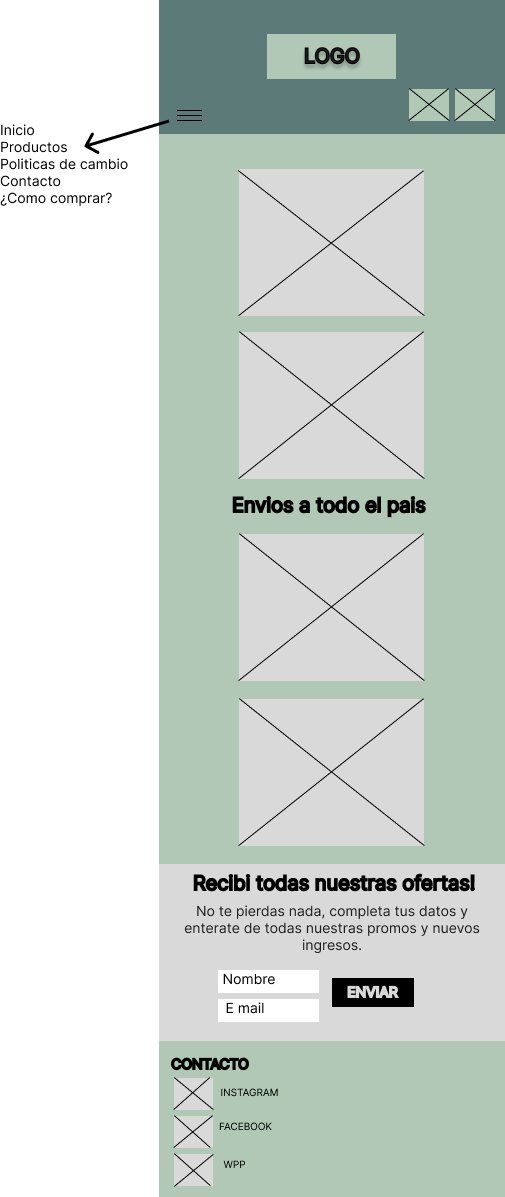 LOGO
Inicio
Productos
Politicas de cambio
Contacto
¿Como comprar?
Envios a todo el pais
Recibi todas nuestras ofertas!
No te pierdas nada, completa tus datos y
enterate de todas nuestras promos y nuevos
ingresos.
Nombre
E mail
ENVIAR
CONTACTO
INSTAGRAM
FACEBOOK
WPP